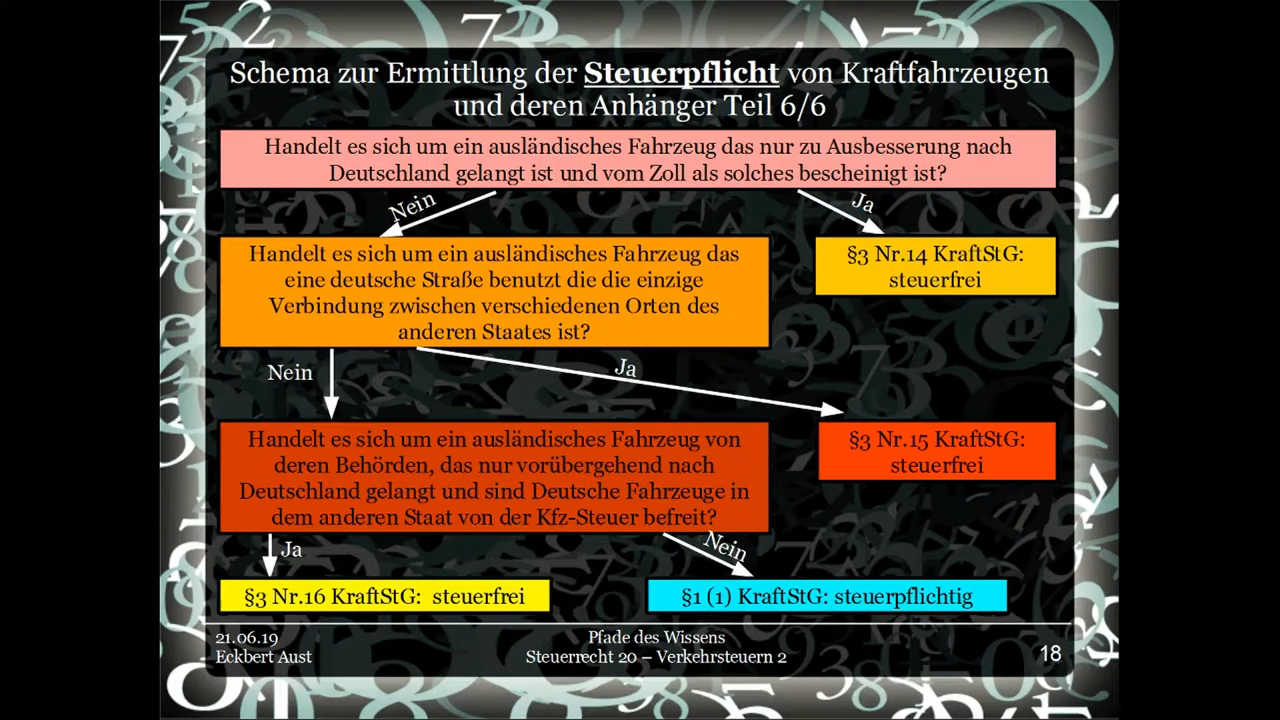 Schema zur Ermittlung der Steuerpflicht von Kraftfahrzeugen
und deren Anhänger Teil 6/6
Handelt es sich um ein ausländisches Fahrzeug das nur zu Ausbesserung nach
Deutschland gelangt ist und vom Zoll als solches bescheinigt ist?
Nein
Ja
Handelt es sich um ein ausländisches Fahrzeug das
eine deutsche Straße benutzt die die einzige
Verbindung zwischen verschiedenen Orten des
anderen Staates ist?
§3 Nr.14 KraftStG:
steuerfrei
Nein
Ja
Handelt es sich um ein ausländisches Fahrzeug von
deren Behörden, das nur vorübergehend nach
Deutschland gelangt und sind Deutsche Fahrzeuge in
dem anderen Staat von der Kfz-Steuer befreit?
§3 Nr.15 KraftStG:
steuerfrei
Ja
Nein
§3 Nr.16 KraftStG: steuerfrei
§1 (1) KraftStG: steuerpflichtig
21.06.19
Eckbert Aust
Pfade des Wissens
Steuerrecht 20 – Verkehrsteuern 2
18